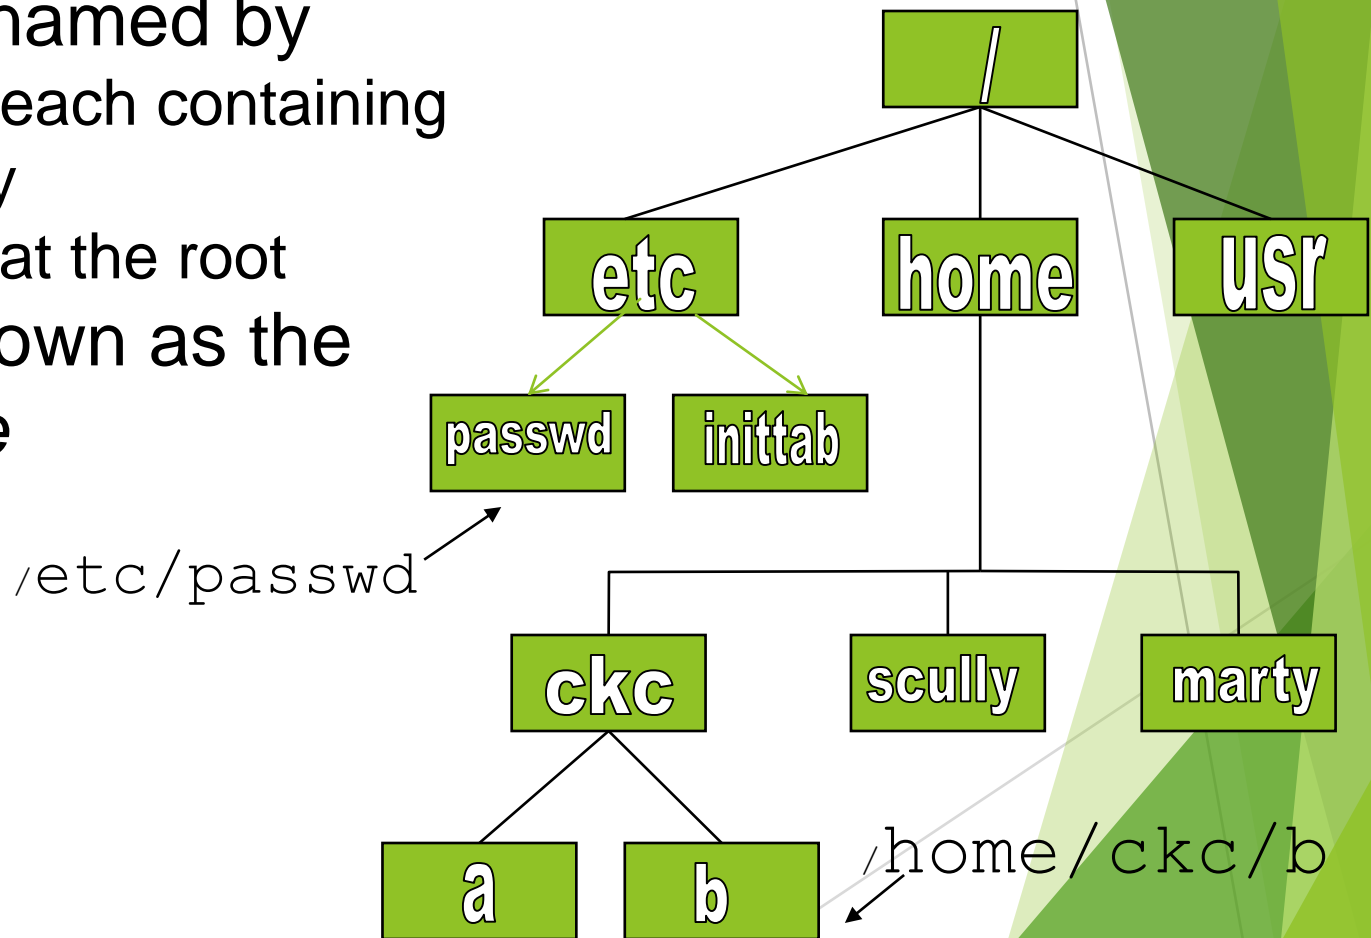 named by
each containing
y
at the root
own as the
e
/
etc
home
usr
passwd
inittab
/etc/passwd
ckc
scully
marty
/home/ckc/b
a
b